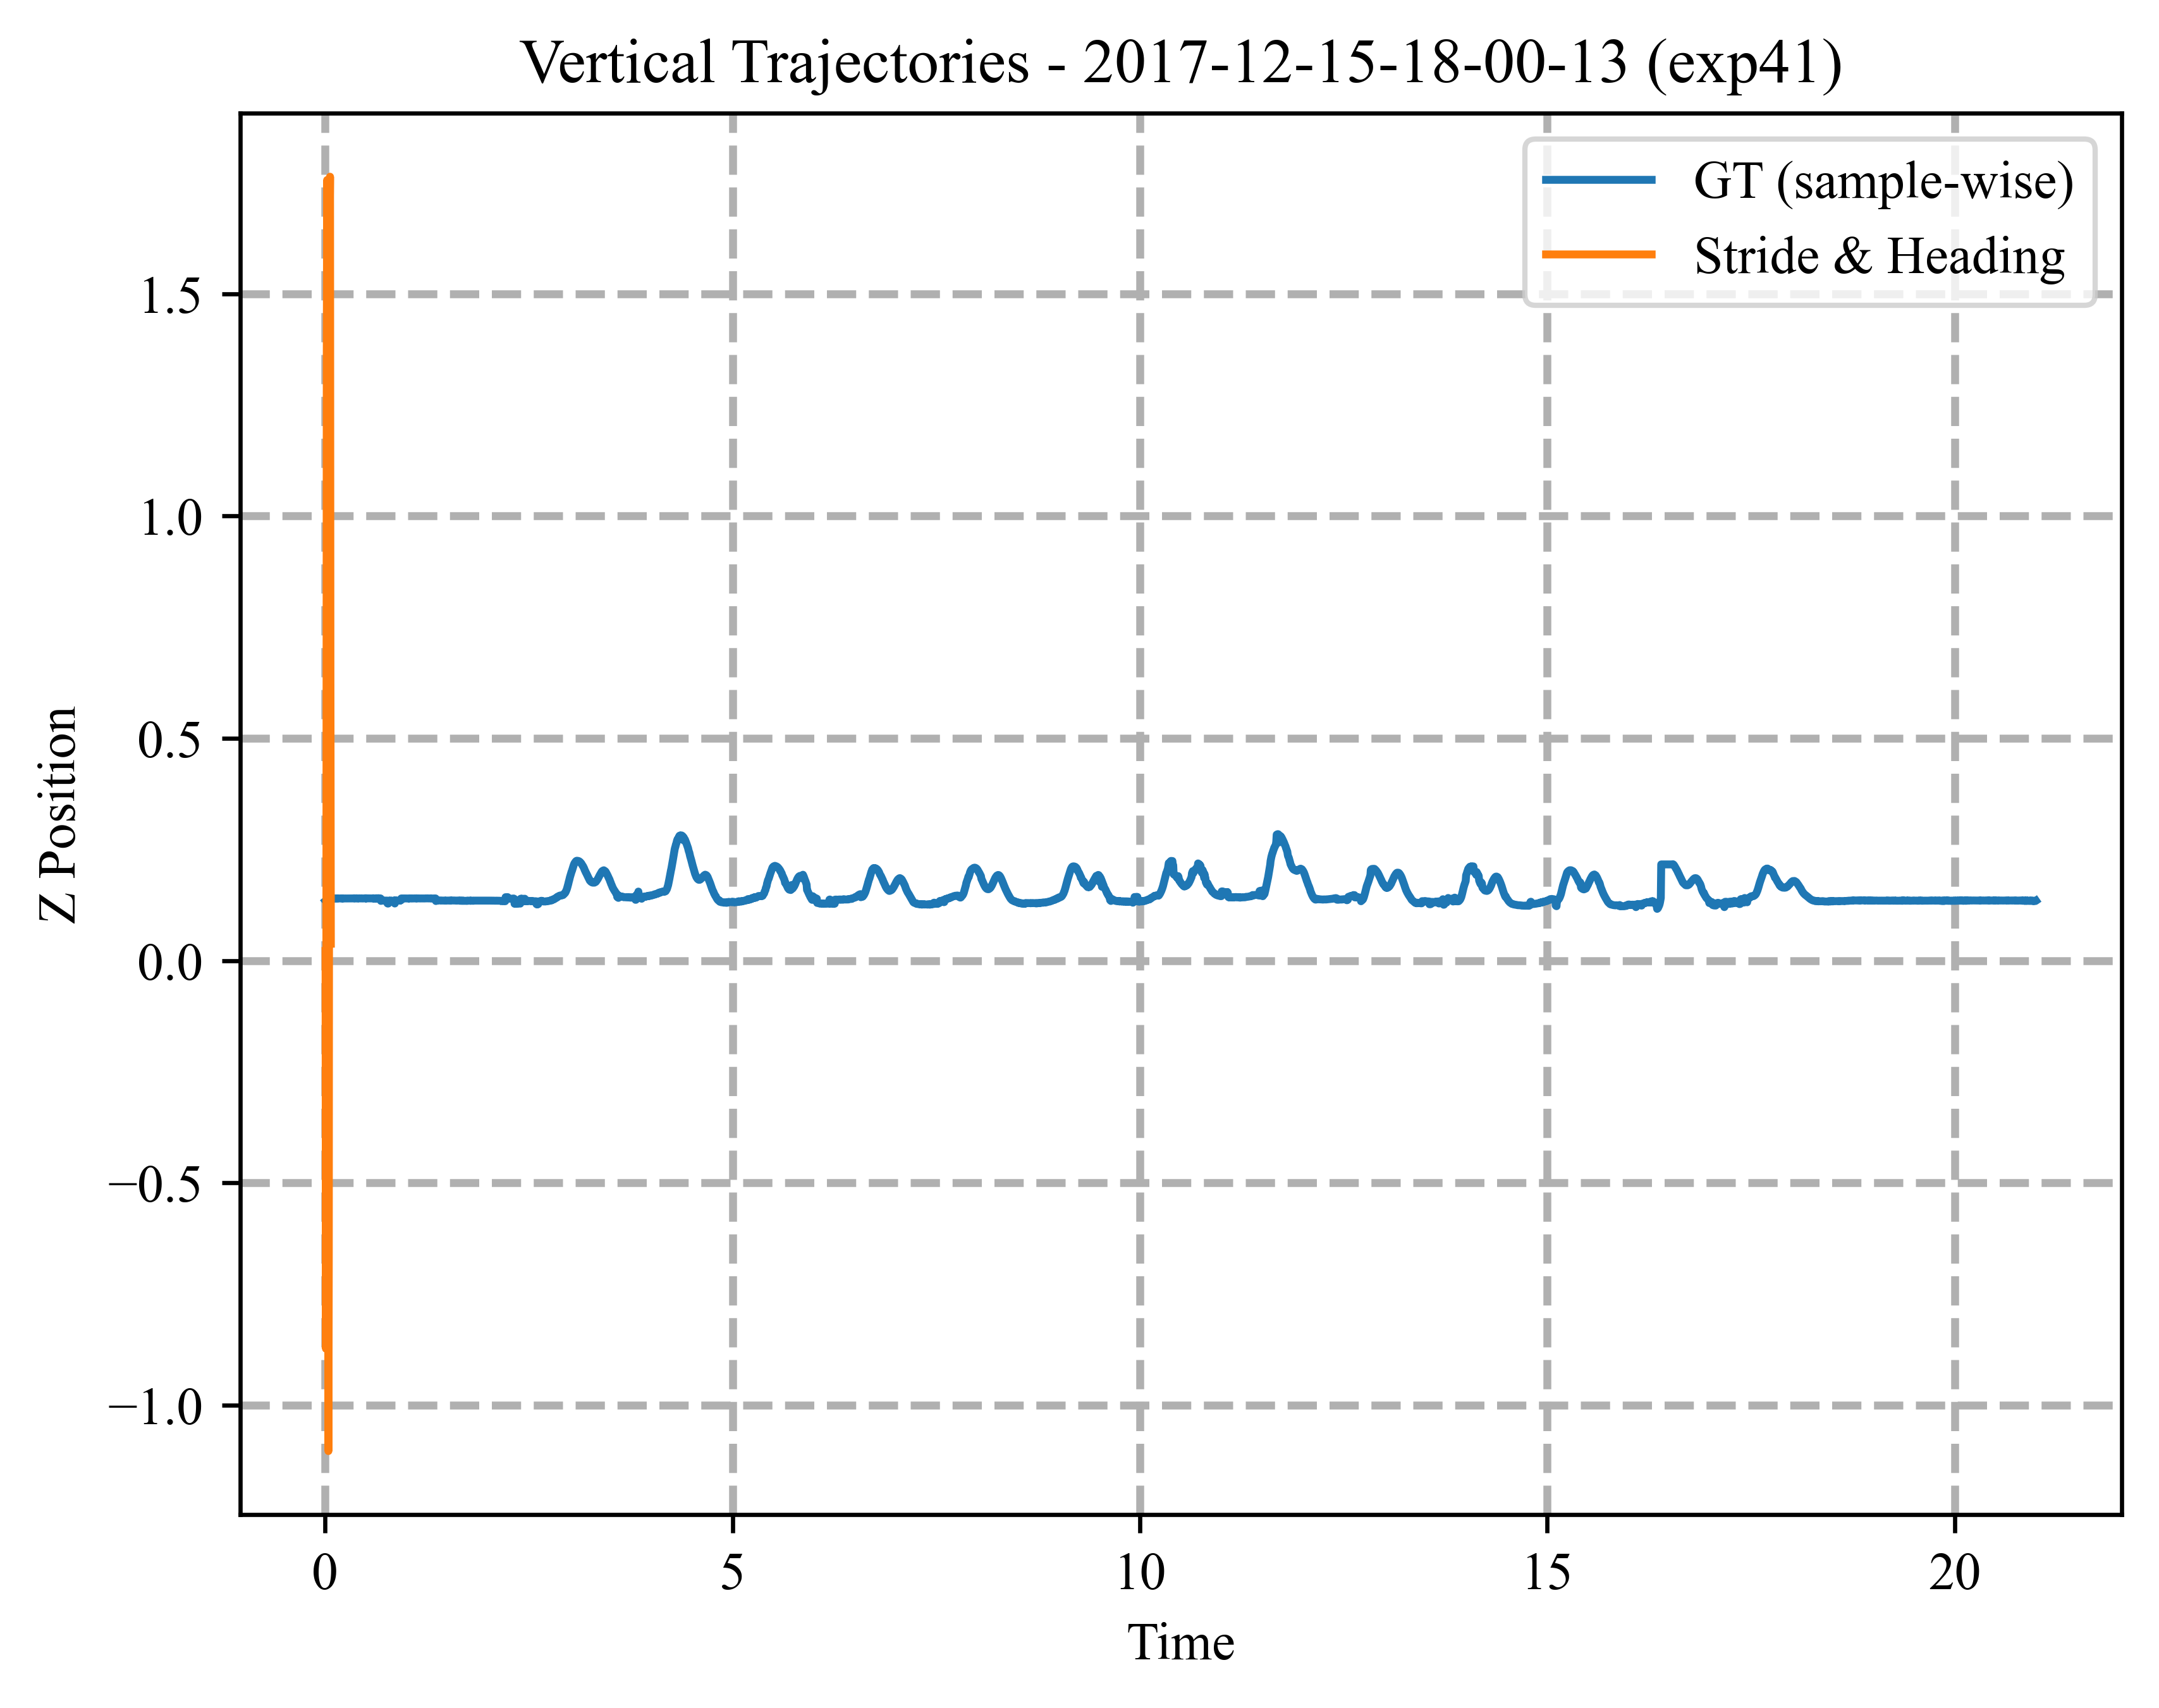 Vertical Trajectories - 2017-12-15-18-00-13 (exp41)
GT (sample-wise)
Stride & Heading
1.5
1.0
0.5
0.0
−0.5
−1.0
Z Position
0 5 10 15 20
Time